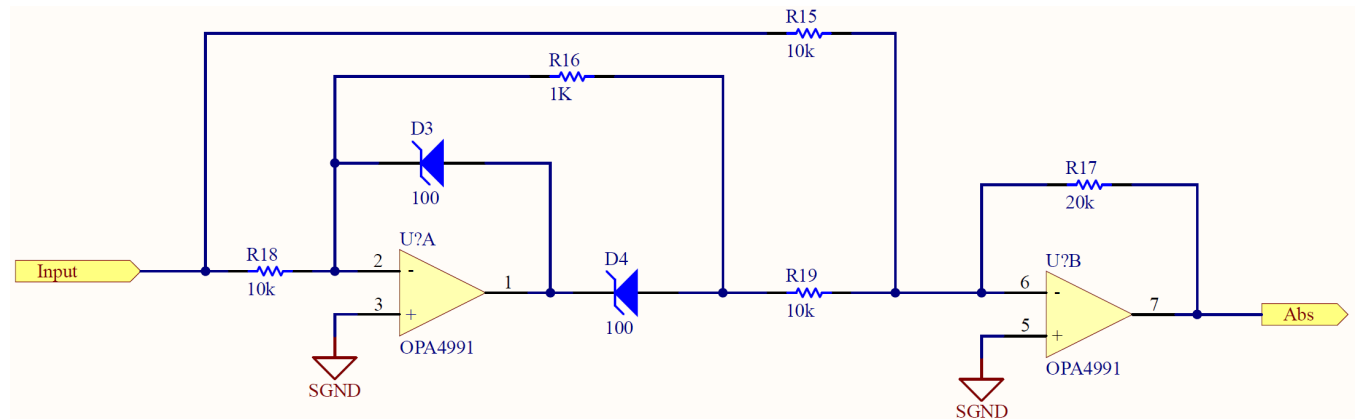 R15
10k
R16
1K
D3
100
R17
20k
Input
R18
10k
U?A
2
-
3
+
1
OPA4991
SGND
D4
100
R19
10k
U?B
6
-
5
+
7
OPA4991
SGND
Abs